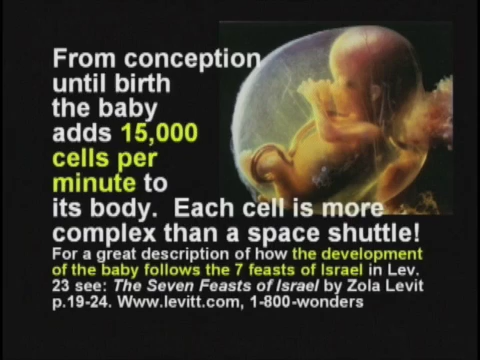 From conception
until birth
the baby
adds 15,000
cells per
minute to
its body.  Each cell is more
complex than a space shuttle!
For a great description of how the development
of the baby follows the 7 feasts of Israel in Lev.
23 see: The Seven Feasts of Israel by Zola Levit
p.19-24. Www.levitt.com, 1-800-wonders